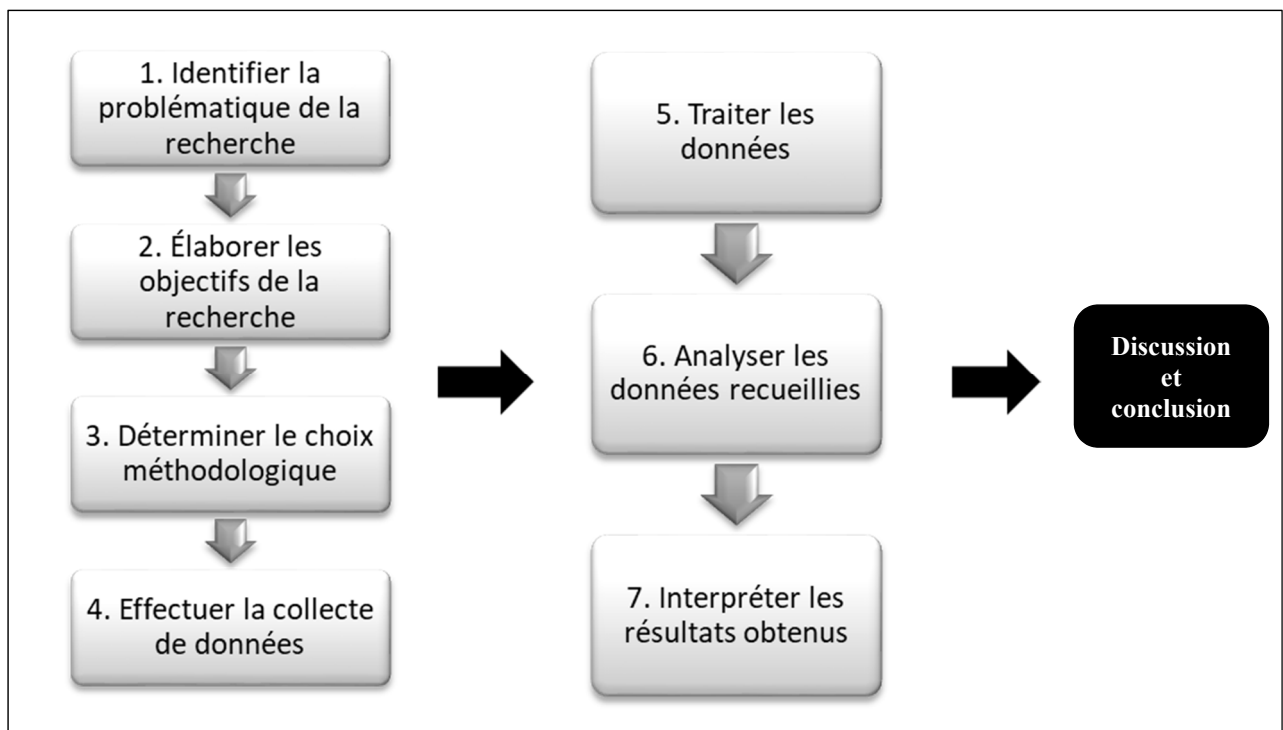 1. Identifier la
problématique de la
recherche
2. Élaborer les
objectifs de la
recherche
3. Déterminer le choix
méthodologique
4. Effectuer la collecte
de données
5. Traiter les
données
6. Analyser les
données recueillies
7. Interpréter les
résultats obtenus
Discussion
et
conclusion